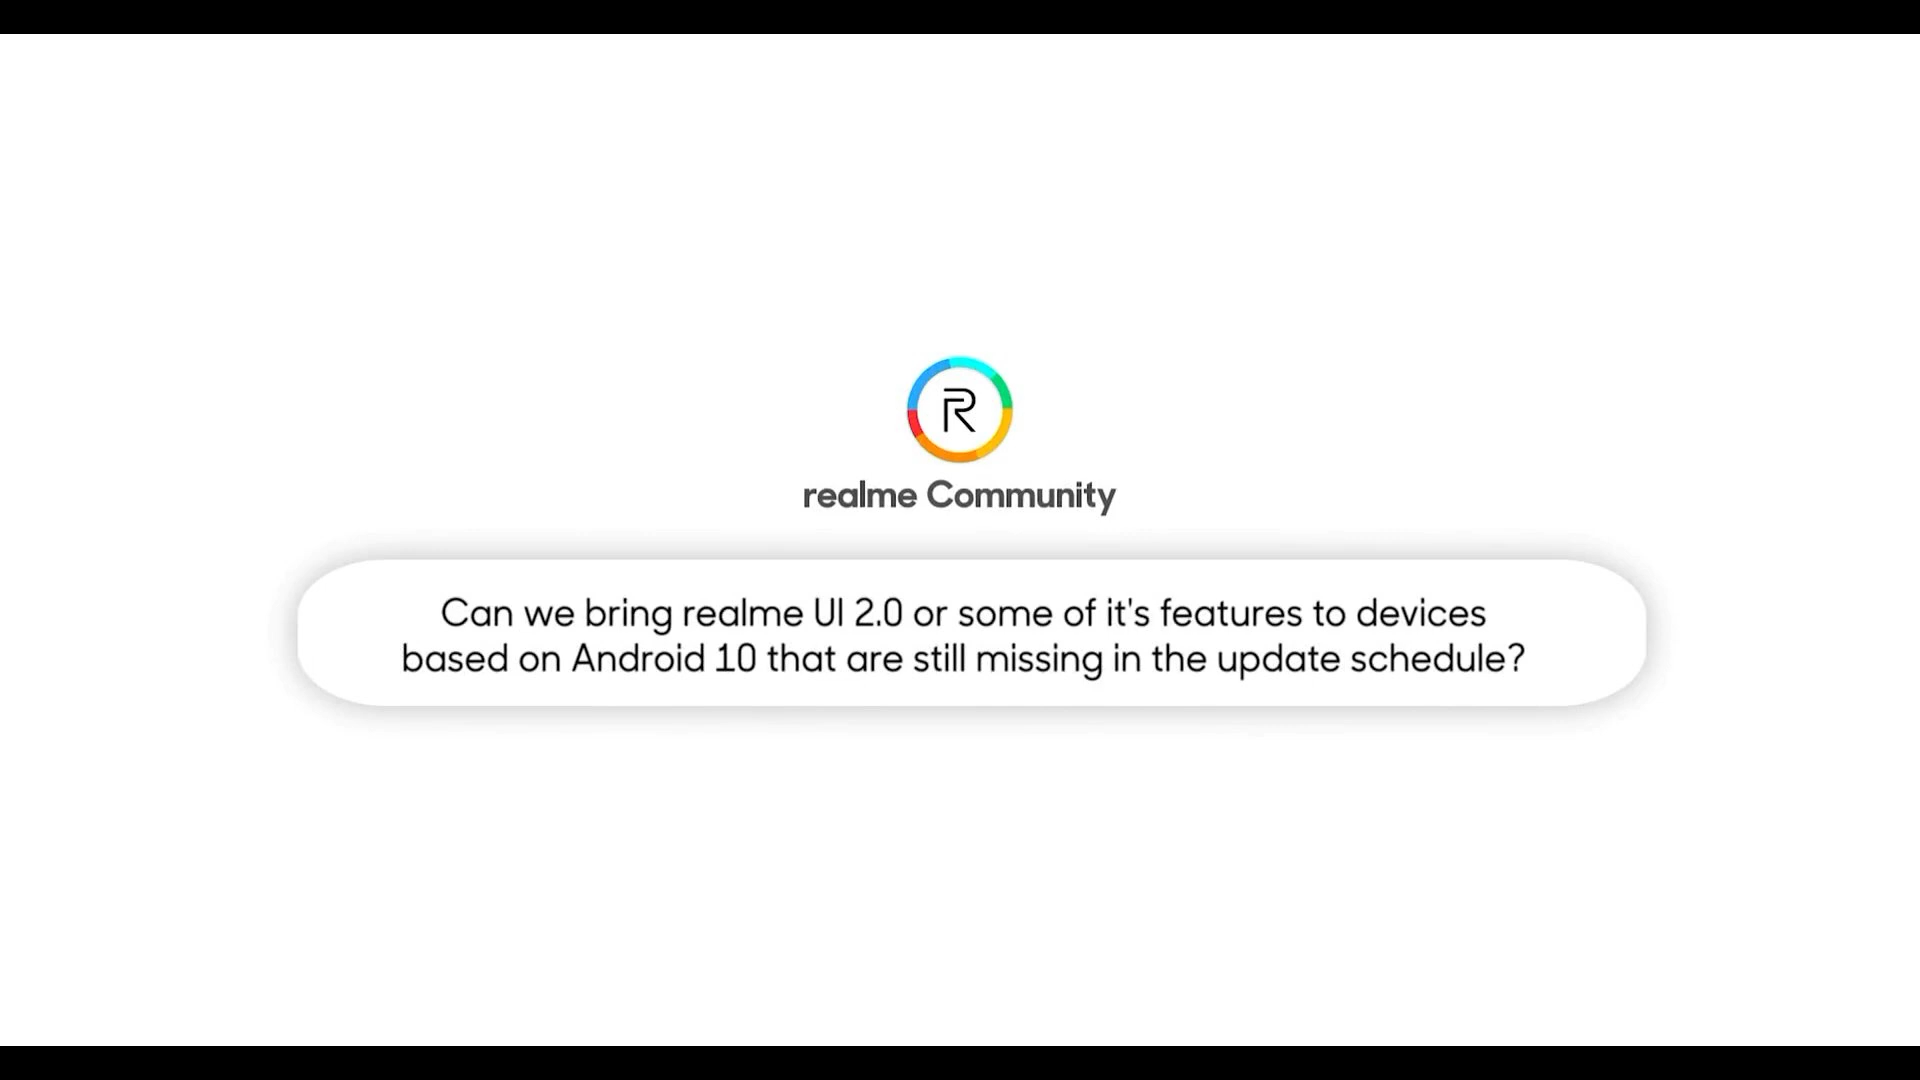 R
realme Community
Can we bring realme UI 2.0 or some of it's features to devices
based on Android 10 that are still missing in the update schedule?